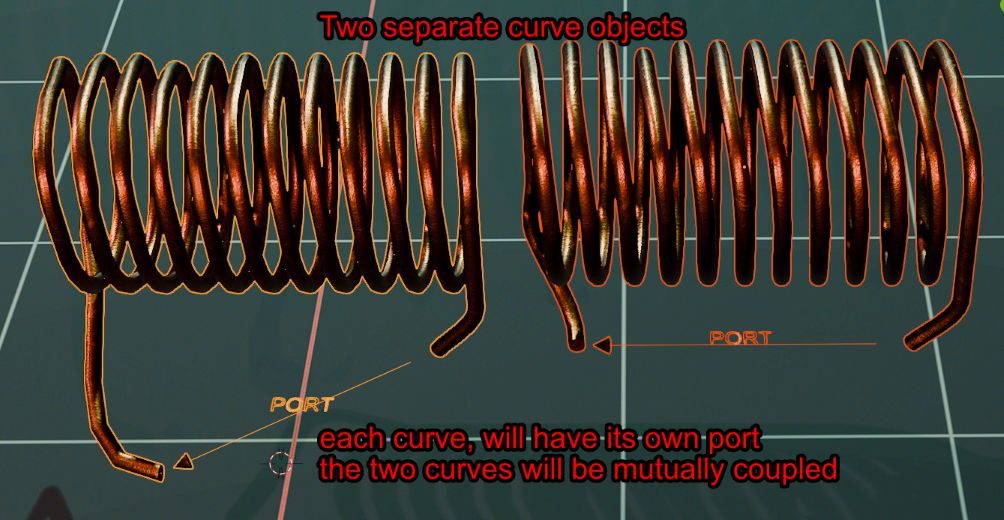 Two separate curve objects
PORT
PORT
each curve, will have its own port
the two curves will be mutually coupled